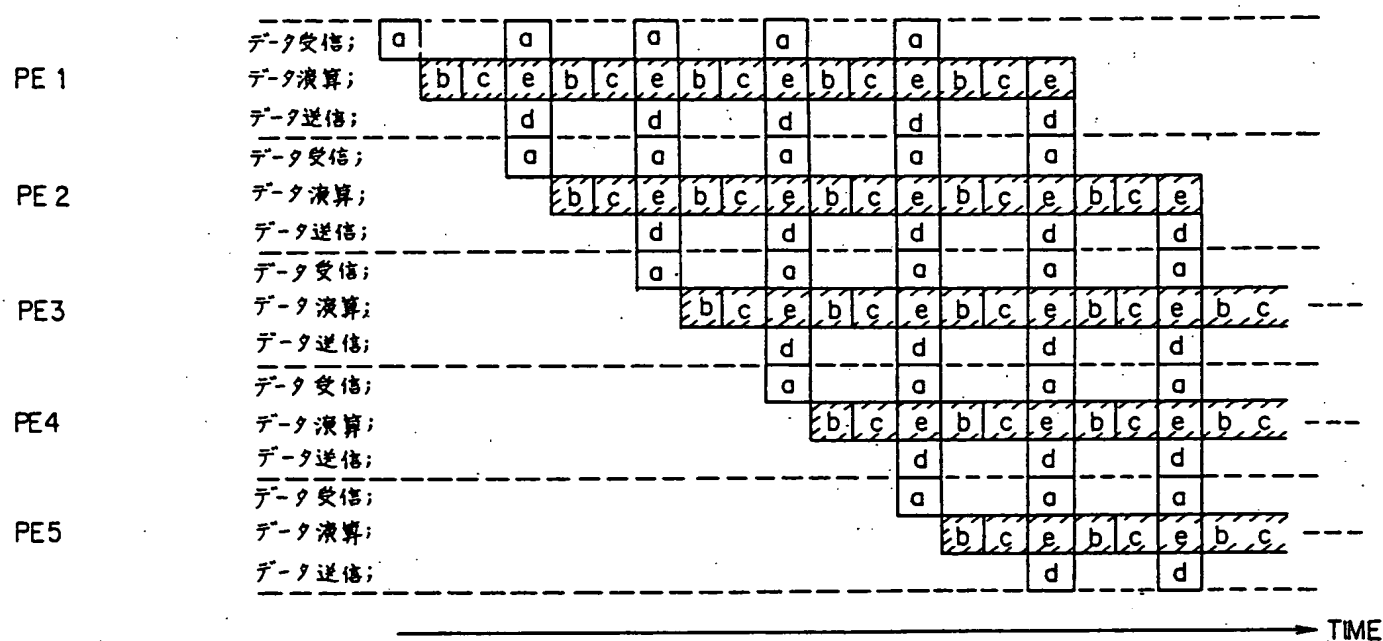 データ受信; a a a a a
PE 1 データ演算; b c e b c e b c e b c e b c e
データ送信; d d d d d
データ受信; a a a a a
PE 2 データ演算; b c e b c e b c e b c e b c e
データ送信; d d d d d
データ受信; a a a a a
PE3 データ演算; b c e b c e b c e b c e b c
データ送信; d d d d
データ受信; a a a a
PE4 データ演算; b c e b c e b c e b c
データ送信; d d d
データ受信; a a a
PE5 データ演算; b c e b c e b c
データ送信; d d
TIME